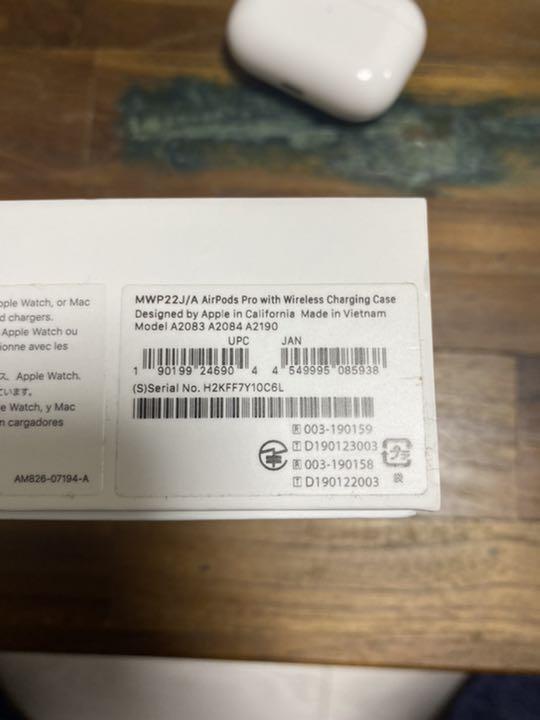 pple Watch, or Mac
d chargers.
Apple Watch ou
ionne avec les
ス、Apple Watch.
ています。
e Watch, y Mac
n cargadores
AM826-07194-A
MWP22J/A AirPods Pro with Wireless Charging Case
Designed by Apple in California Made in Vietnam
Model A2083 A2084 A2190
UPC JAN
1 90199 24690 4 4 549995 085938
(S)Serial No. H2KFF7Y10C6L
R 003-190159
T D190123003
R 003-190158
T D190122003
プラ
袋